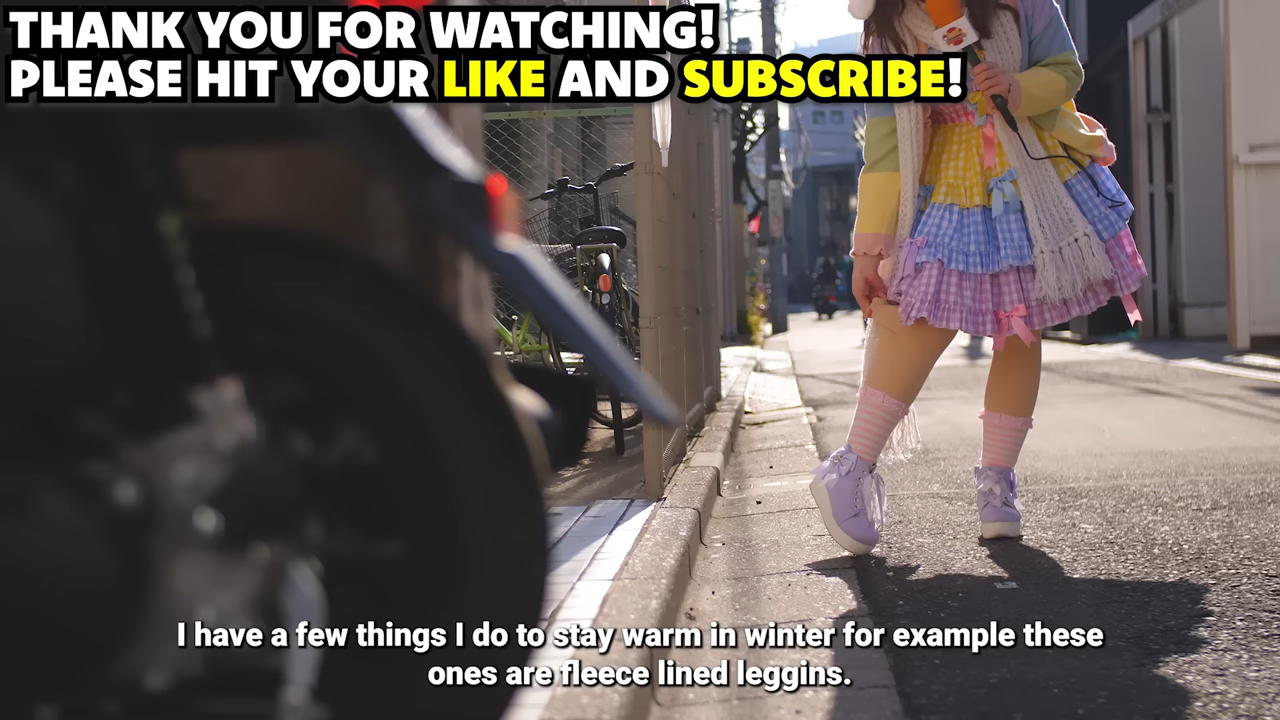 THANK YOU FOR WATCHING!
PLEASE HIT YOUR LIKE AND SUBSCRIBE!
I have a few things I do to stay warm in winter for example these
ones are fleece lined leggins.